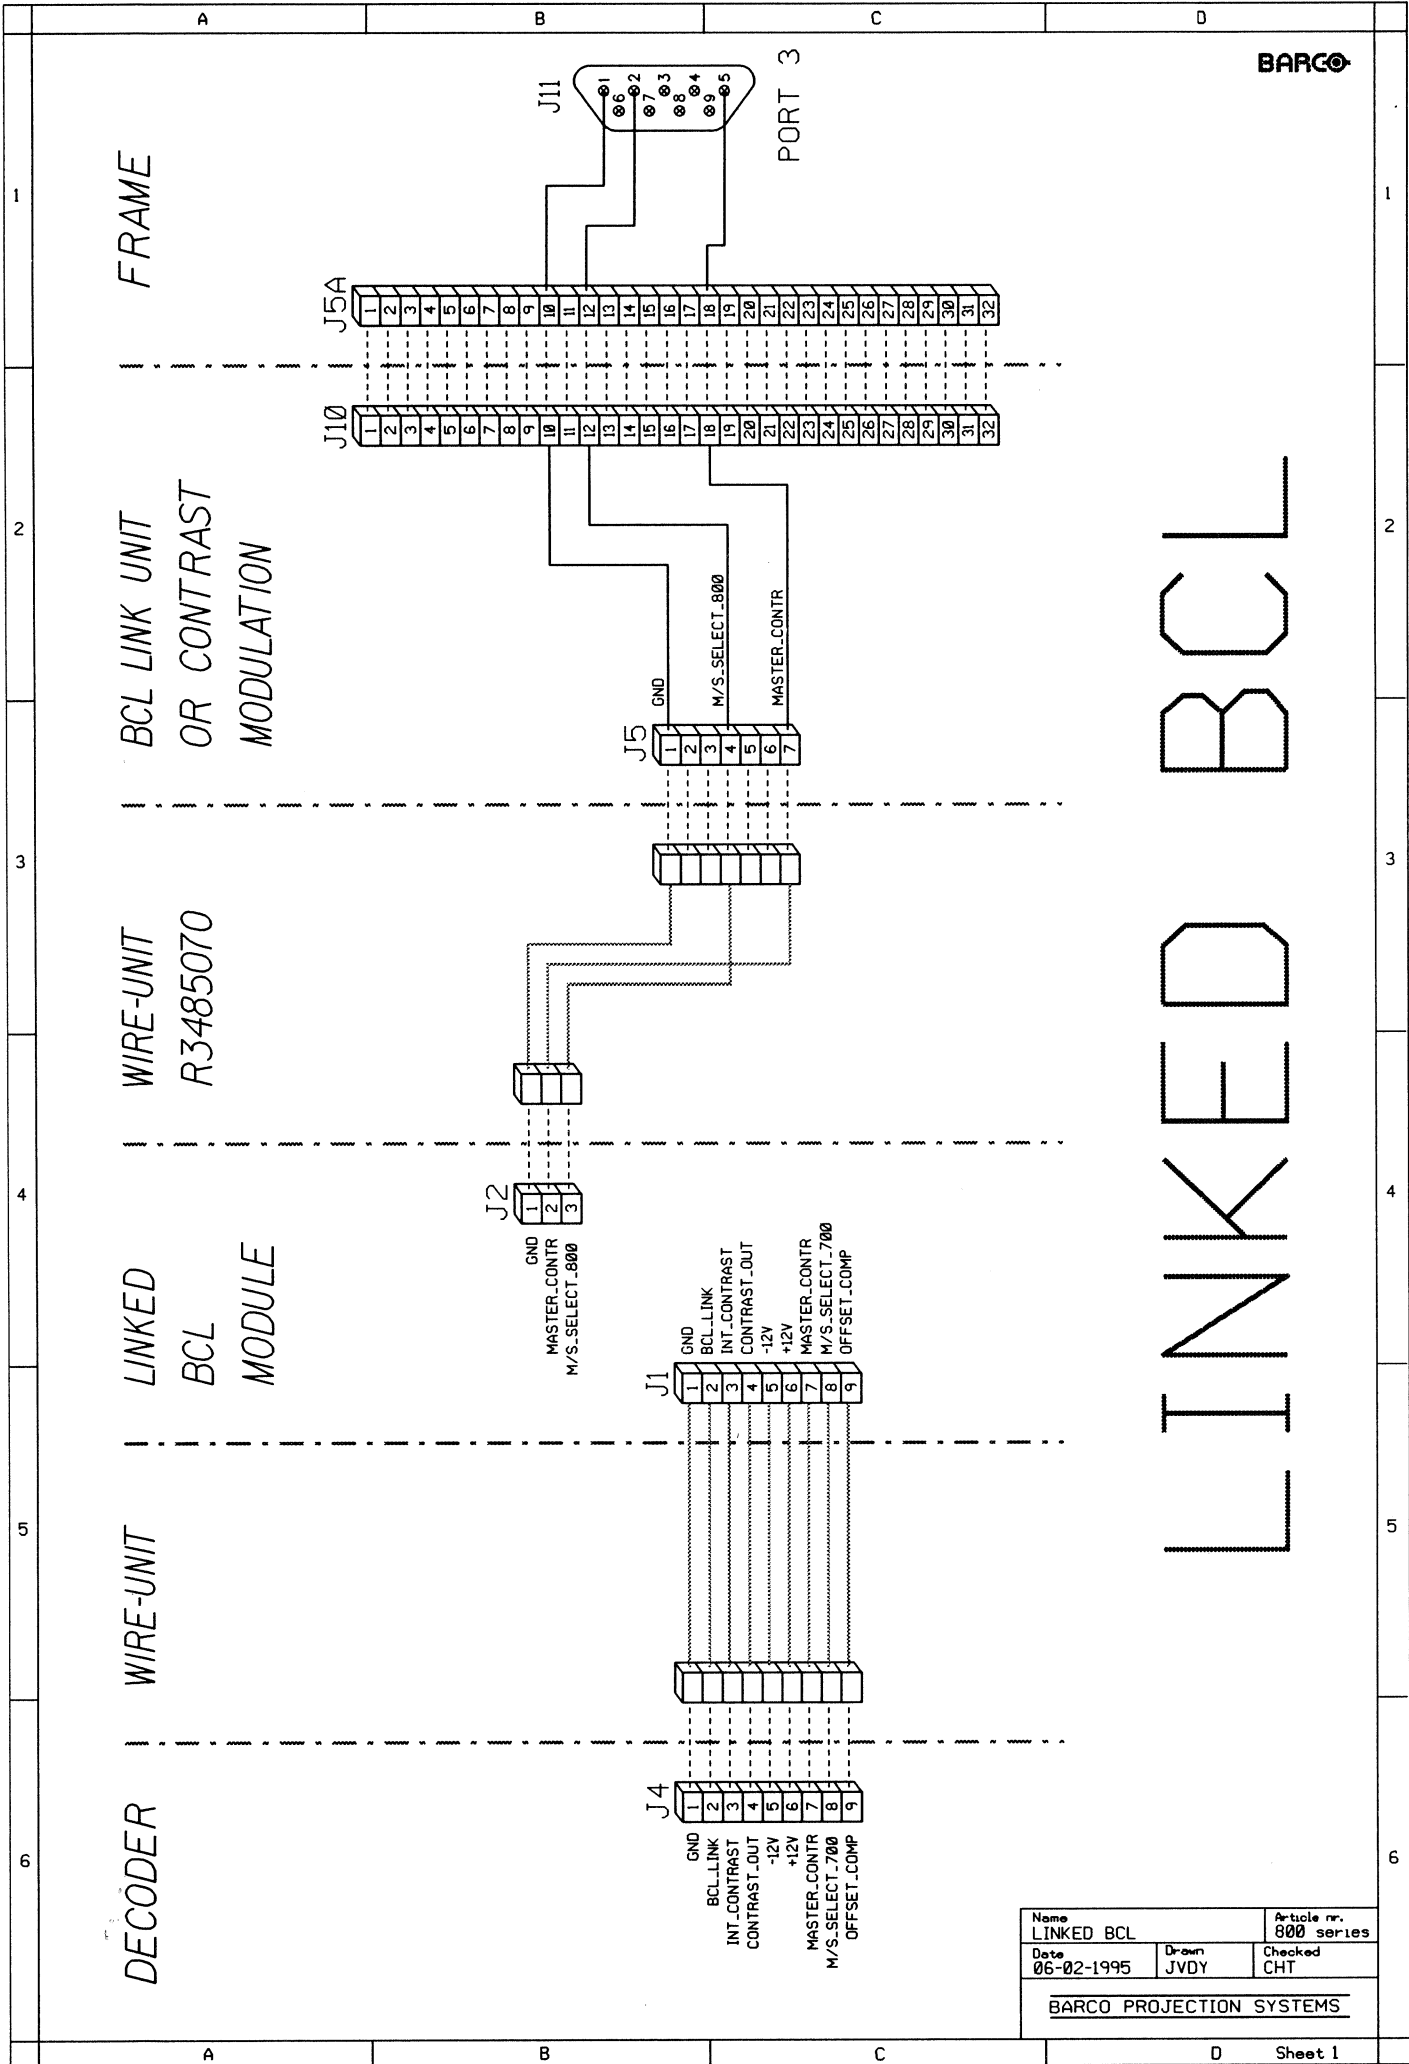 A B C D
BARCO
FRAME
J11
1 2 3 4 5
6 7 8 9
PORT 3
J5A
1 2 3 4 5 6 7 8 9 10 11 12 13 14 15 16 17 18 19 20 21 22 23 24 25 26 27 28 29 30 31 32
BCL LINK UNIT
OR CONTRAST
MODULATION
J10
1 2 3 4 5 6 7 8 9 10 11 12 13 14 15 16 17 18 19 20 21 22 23 24 25 26 27 28 29 30 31 32
GND
M/S_SELECT_800
MASTER_CONTR
J5
1 2 3 4 5 6 7
WIRE-UNIT
R3485070
LINKED
BCL
MODULE
J2
1 2 3
GND
MASTER_CONTR
M/S_SELECT_800
GND
BCL_LINK
INT_CONTRAST
CONTRAST_OUT
-12V
+12V
MASTER_CONTR
M/S_SELECT_700
OFFSET_COMP
J1
1 2 3 4 5 6 7 8 9
WIRE-UNIT
DECODER
J4
1 2 3 4 5 6 7 8 9
GND
BCL_LINK
INT_CONTRAST
CONTRAST_OUT
-12V
+12V
MASTER_CONTR
M/S_SELECT_700
OFFSET_COMP
LINKED BCL
1 2 3 4 5 6
1 2 3 4 5 6
Name
LINKED BCL
Article nr.
800 series
Date
06-02-1995
Drawn
JVDY
Checked
CHT
BARCO PROJECTION SYSTEMS
A B C D
Sheet 1